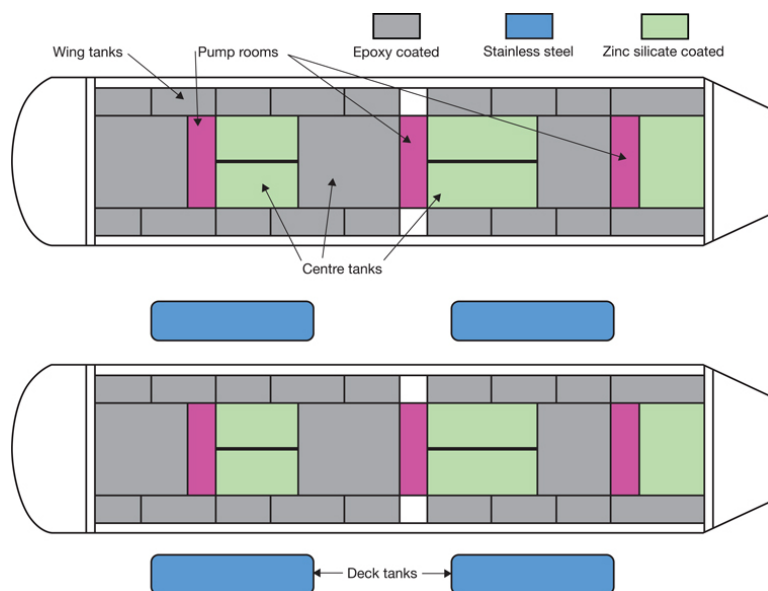 Wing tanks
Pump rooms
Epoxy coated
Stainless steel
Zinc silicate coated
Centre tanks
Deck tanks